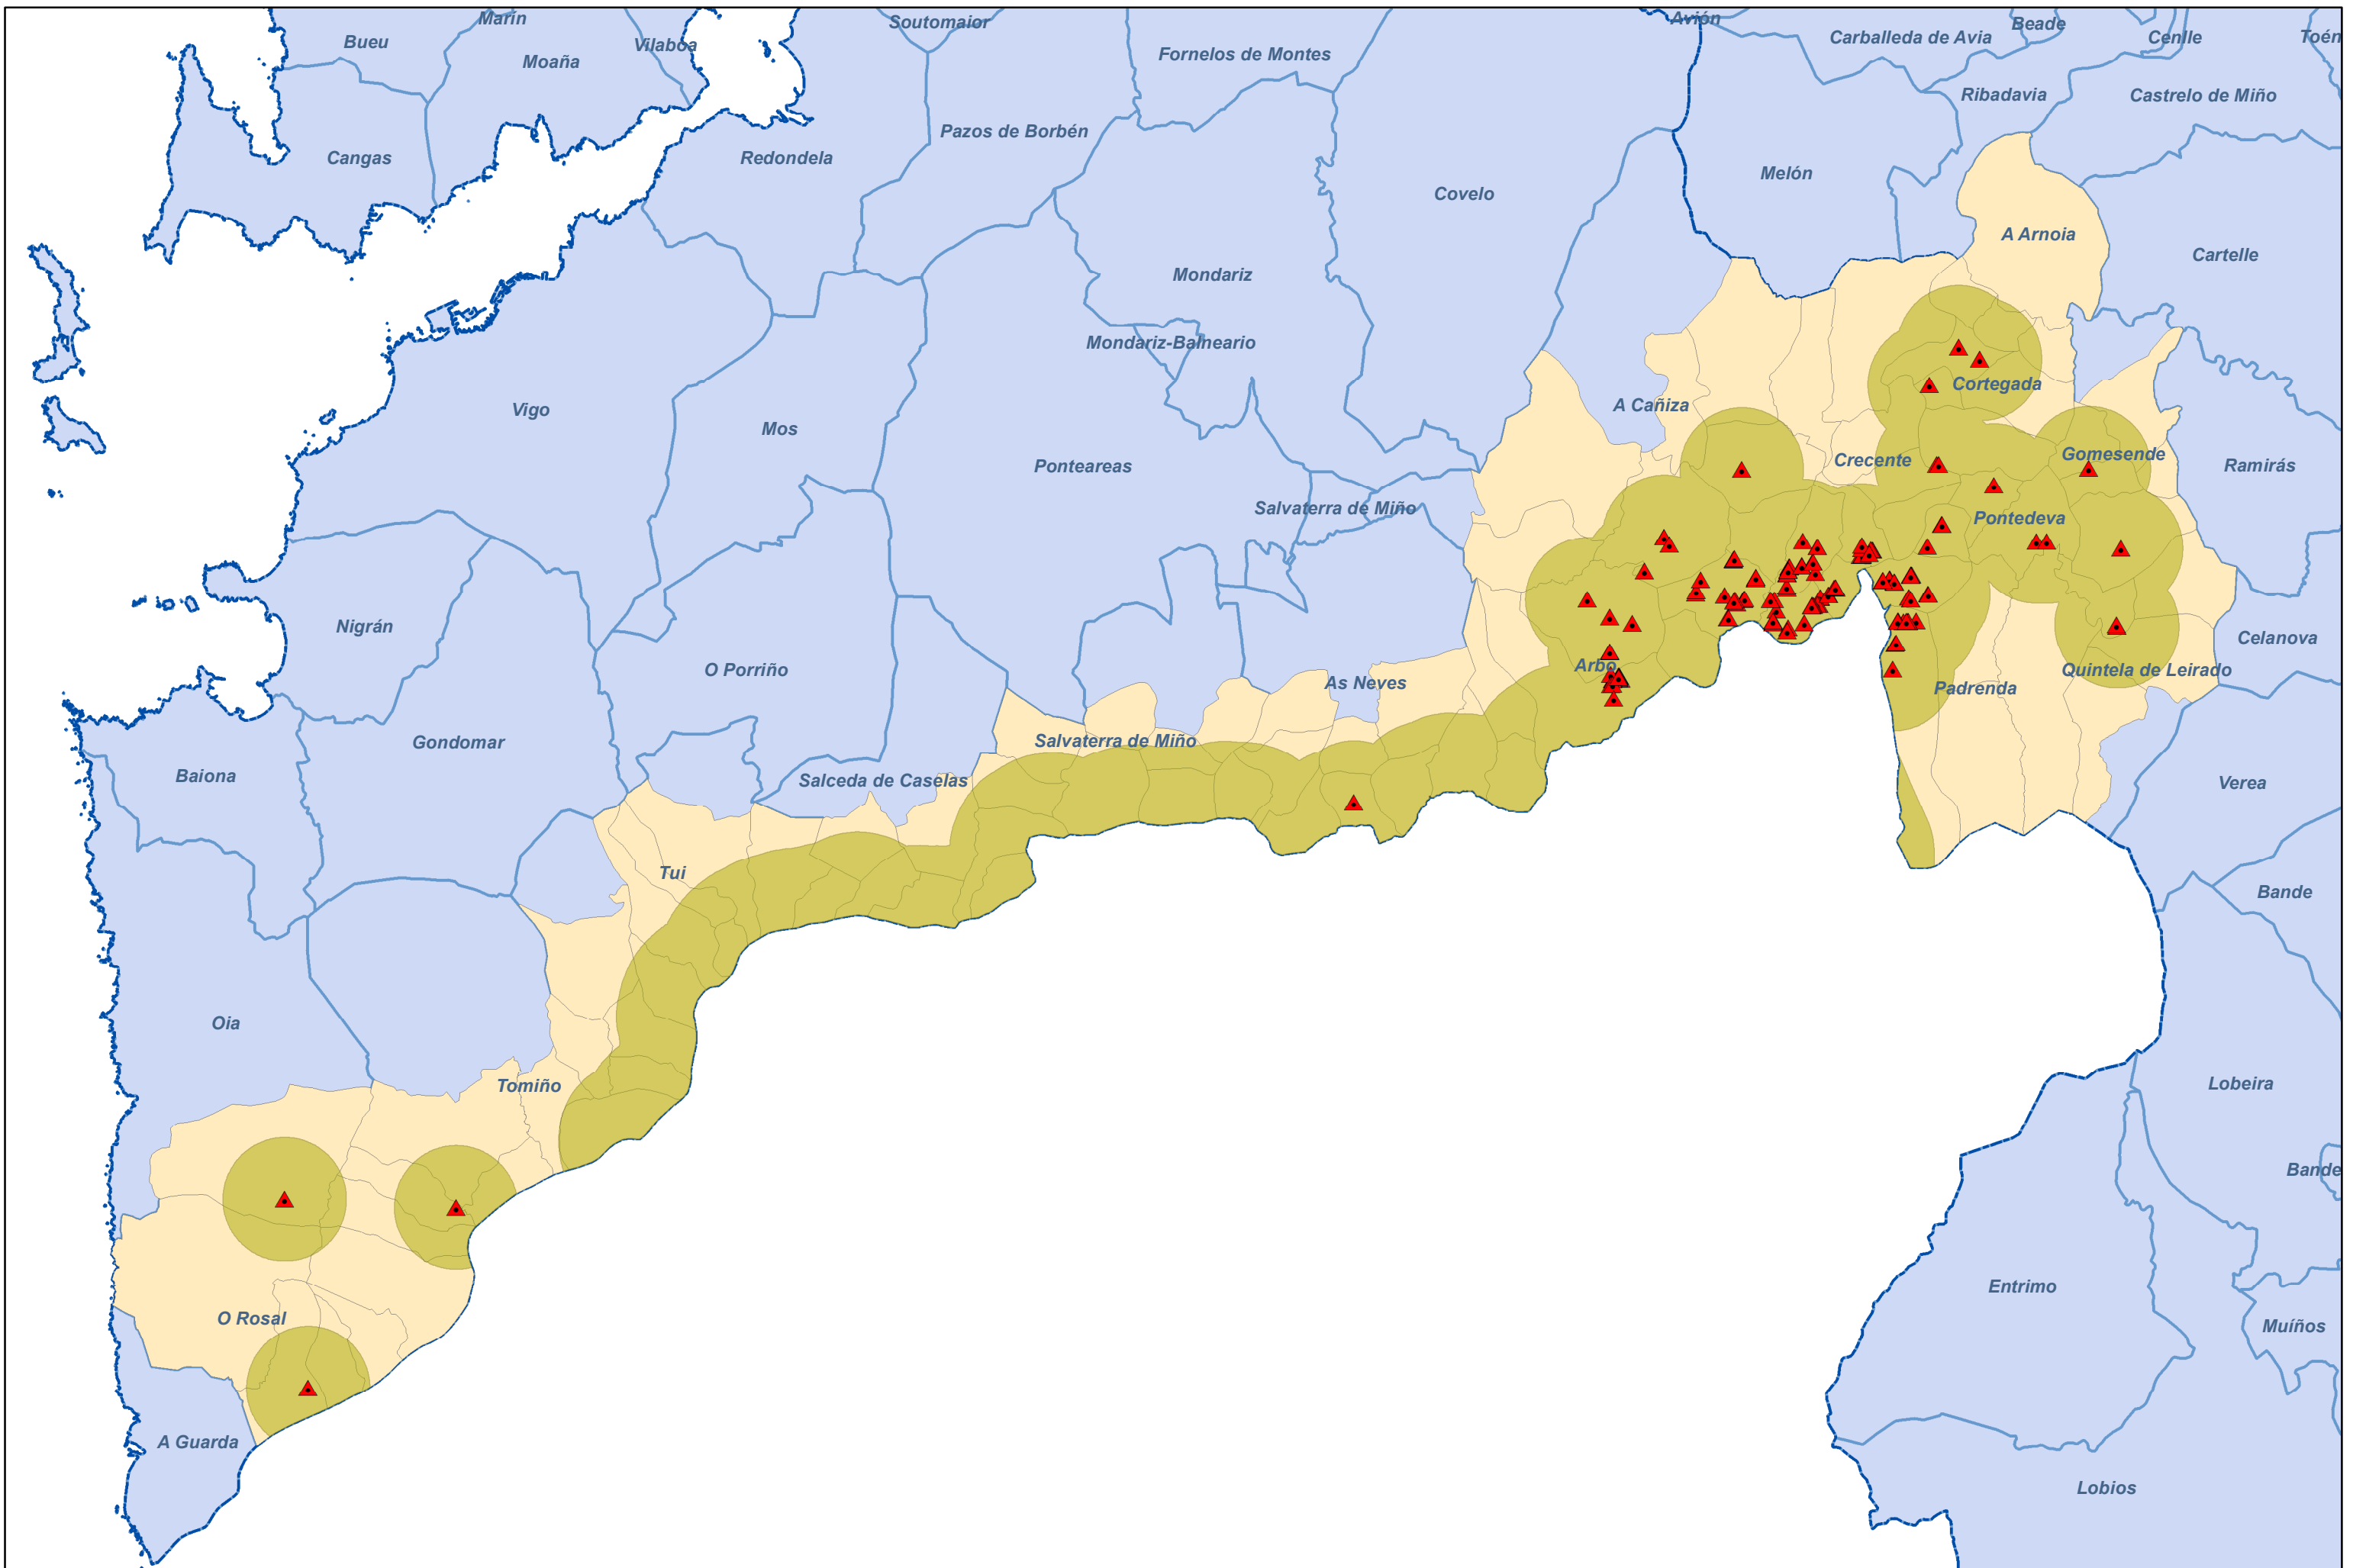 Marín
Soutomaior
Avión
Beade
Bueu
Vilaboa
Carballeda de Avia
Cenlle
Toén
Moaña
Fornelos de Montes
Ribadavia
Castrelo de Miño
Pazos de Borbén
Cangas
Redondela
Melón
Covelo
A Arnoia
Cartelle
Mondariz
Mondariz-Balneario
Cortegada
A Cañiza
Vigo
Mos
Gomesende
Crecente
Ponteareas
Ramirás
Salvaterra de Miño
Pontedeva
Nigrán
Celanova
Arbo
O Porriño
Quintela de Leirado
As Neves
Padrenda
Gondomar
Salvaterra de Miño
Baiona
Salceda de Caselas
Verea
Tui
Bande
Oia
Lobeira
Tomiño
Bande
Entrimo
O Rosal
Muíños
A Guarda
Lobios